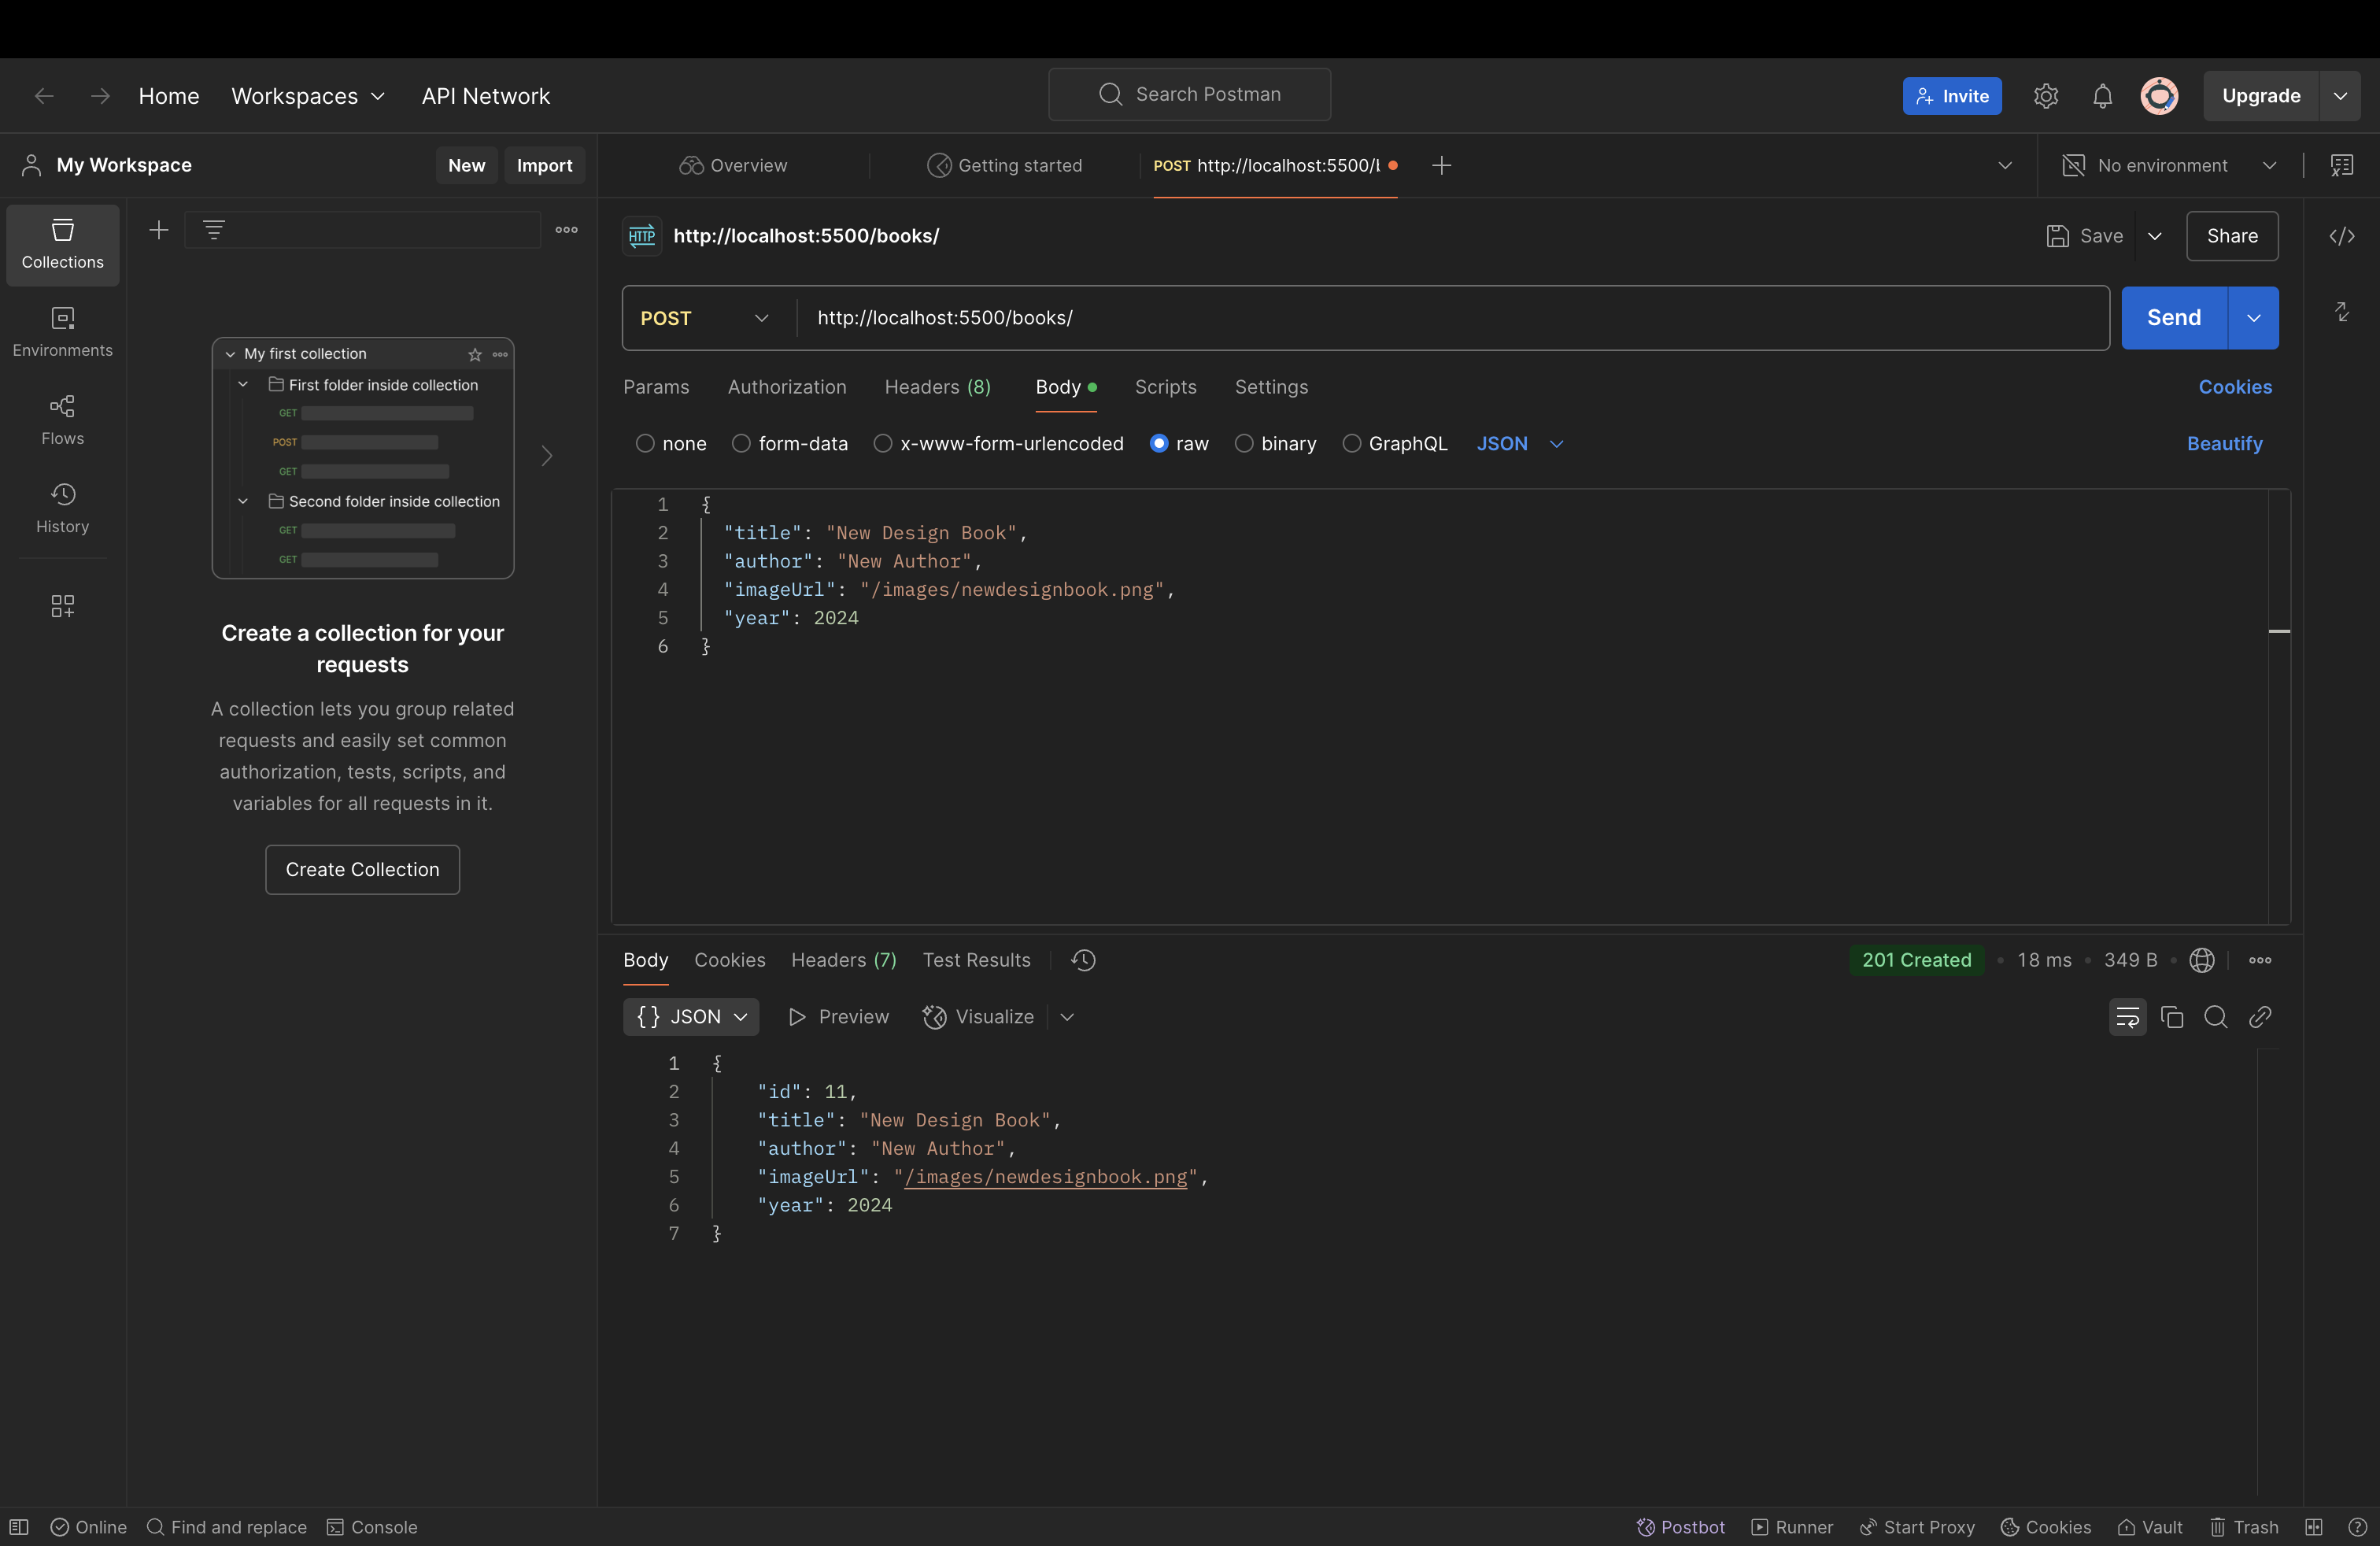 Home Workspaces API Network
Search Postman
Invite Upgrade
My Workspace New Import
Overview Getting started POST http://localhost:5500/b No environment
Collections
Environments
Flows
History
My first collection
First folder inside collection
GET
POST
GET
Second folder inside collection
GET
GET
Create a collection for your
requests
A collection lets you group related
requests and easily set common
authorization, tests, scripts, and
variables for all requests in it.
Create Collection
HTTP http://localhost:5500/books/ Save Share
POST http://localhost:5500/books/ Send
Params Authorization Headers (8) Body Scripts Settings Cookies
none form-data x-www-form-urlencoded raw binary GraphQL JSON Beautify
1 {
2 "title": "New Design Book",
3 "author": "New Author",
4 "imageUrl": "/images/newdesignbook.png",
5 "year": 2024
6 }
Body Cookies Headers (7) Test Results 201 Created • 18 ms • 349 B •
{} JSON Preview Visualize
1 {
2 "id": 11,
3 "title": "New Design Book",
4 "author": "New Author",
5 "imageUrl": "/images/newdesignbook.png",
6 "year": 2024
7 }
Online Find and replace Console Postbot Runner Start Proxy Cookies Vault Trash